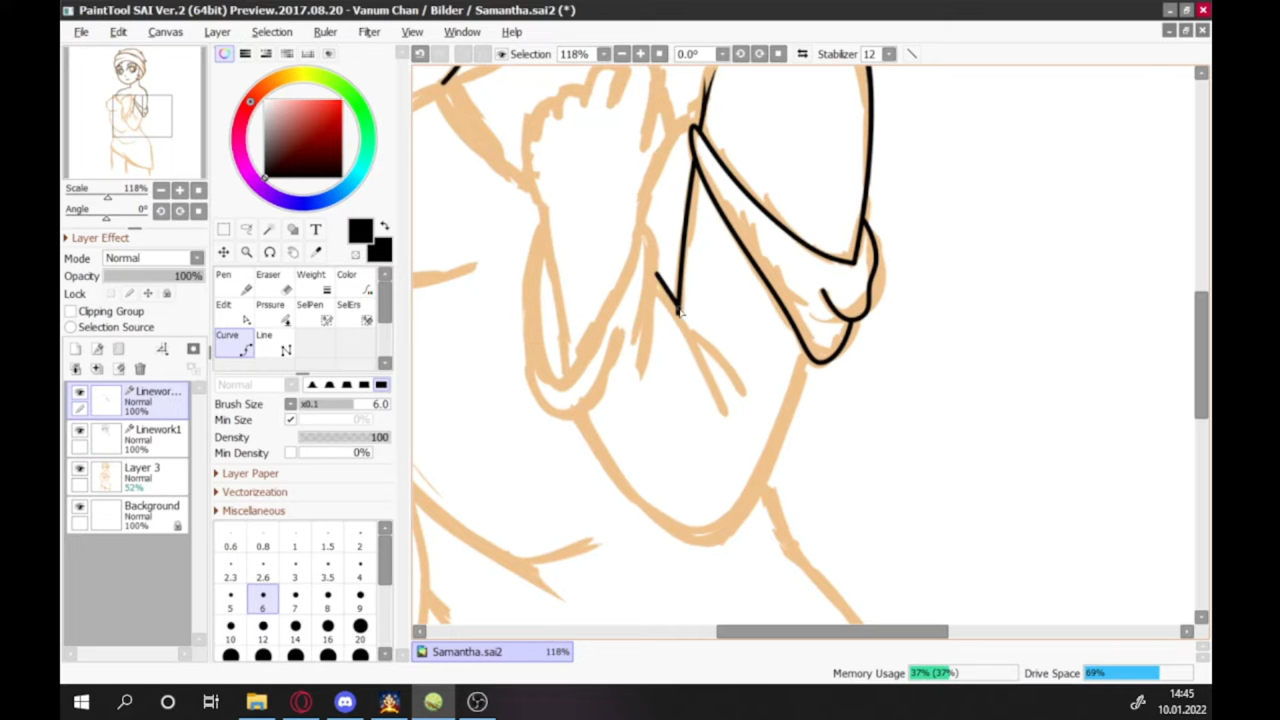 PaintTool SAI Ver.2 (64bit) Preview.2017.08.20 - Vanum Chan / Bilder / Samantha.sai2 (*)
File Edit Canvas Layer Selection Ruler Filter View Window Help
Selection 118% 0.0° Stabilizer 12
Scale 118%
Angle 0°
Layer Effect
Mode Normal
Opacity 100%
Lock
Clipping Group
Selection Source
Linewor...
Normal
100%
Linework1
Normal
100%
Layer 3
Normal
52%
Background
Normal
100%
T
Pen Eraser Weight Color
Edit Prssure SelPen SelErs
Curve Line
Normal
Brush Size x0.1 6.0
Min Size 0%
Density 100
Min Density 0%
Layer Paper
Vectorizeation
Miscellaneous
0.6 0.8 1 1.5 2
2.3 2.6 3 3.5 4
5 6 7 8 9
10 12 14 16 20
Samantha.sai2 118%
Memory Usage 37% (37%) Drive Space 69%
14:45
10.01.2022